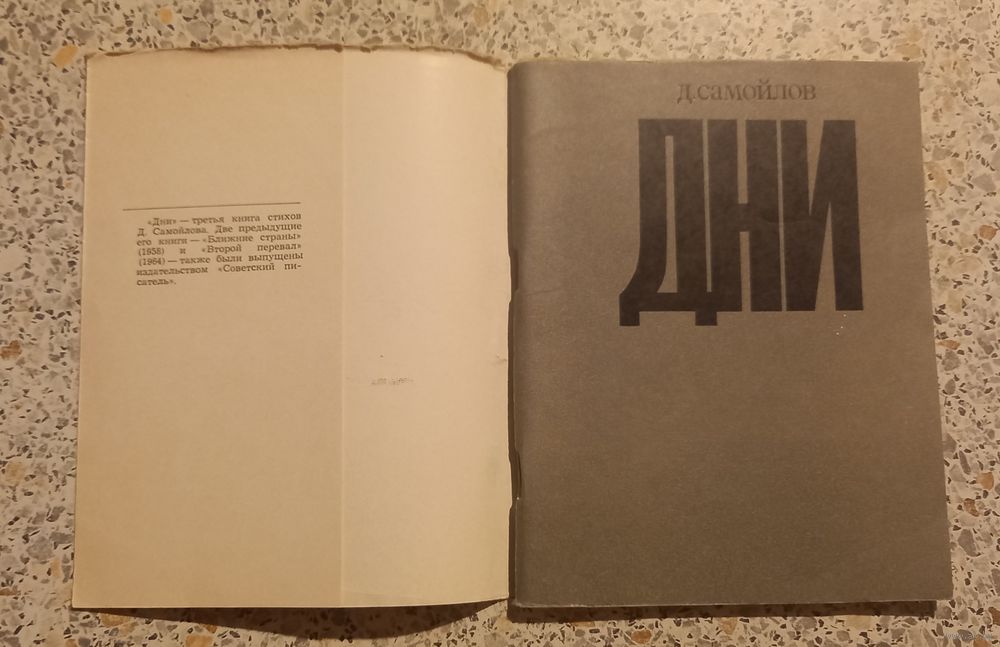 «Дни» — третья книга стихов
Д. Самойлова. Две предыдущие
его книги — «Ближние страны»
(1958) и «Второй перевал»
(1964) — также были выпущены
издательством «Советский пи-
сатель».
Д. самойлов
ДНИ